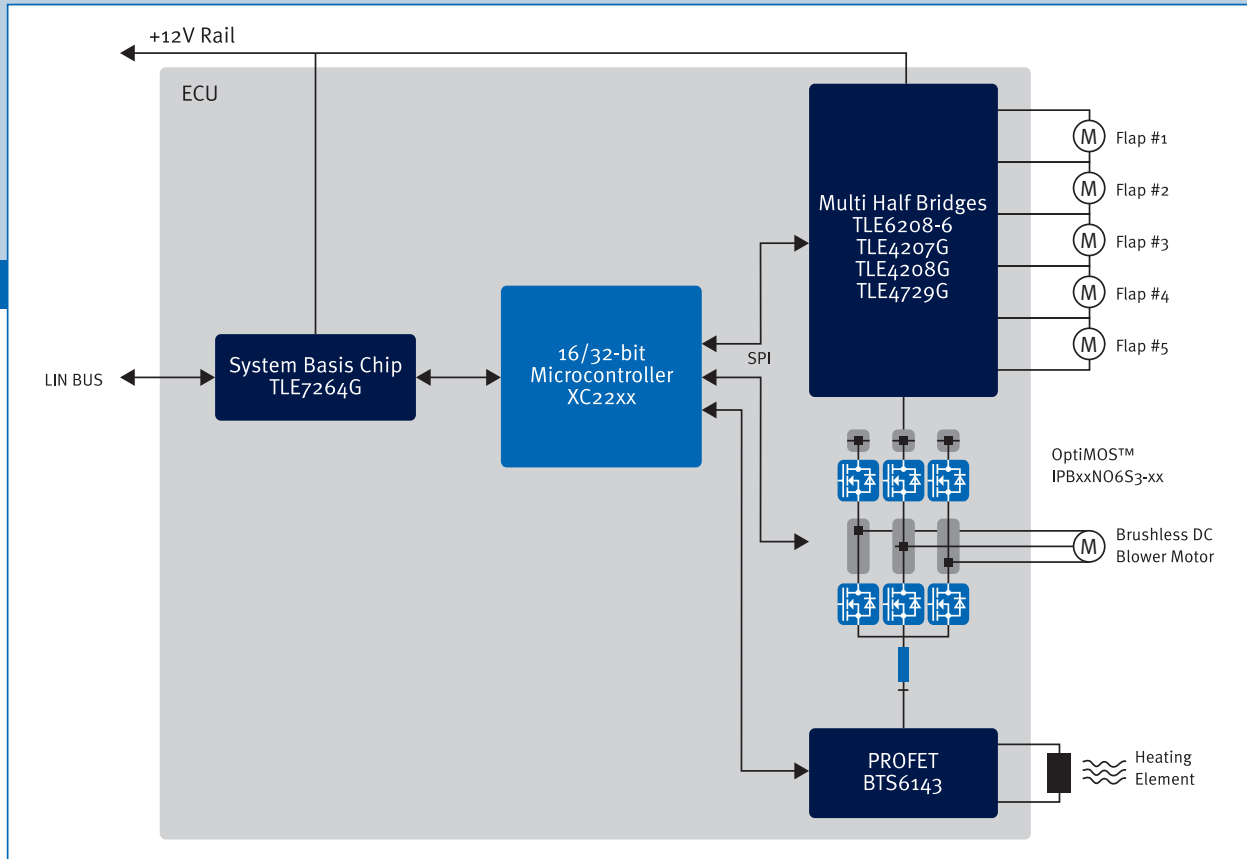 +12V Rail
ECU
Multi Half Bridges
TLE6208-6
TLE4207G
TLE4208G
TLE4729G
M
Flap #1
M
Flap #2
M
Flap #3
M
Flap #4
M
Flap #5
LIN BUS
System Basis Chip
TLE7264G
16/32-bit
Microcontroller
XC22xx
SPI
OptiMOS™
IPBxxNO6S3-xx
M
Brushless DC
Blower Motor
PROFET
BTS6143
Heating
Element